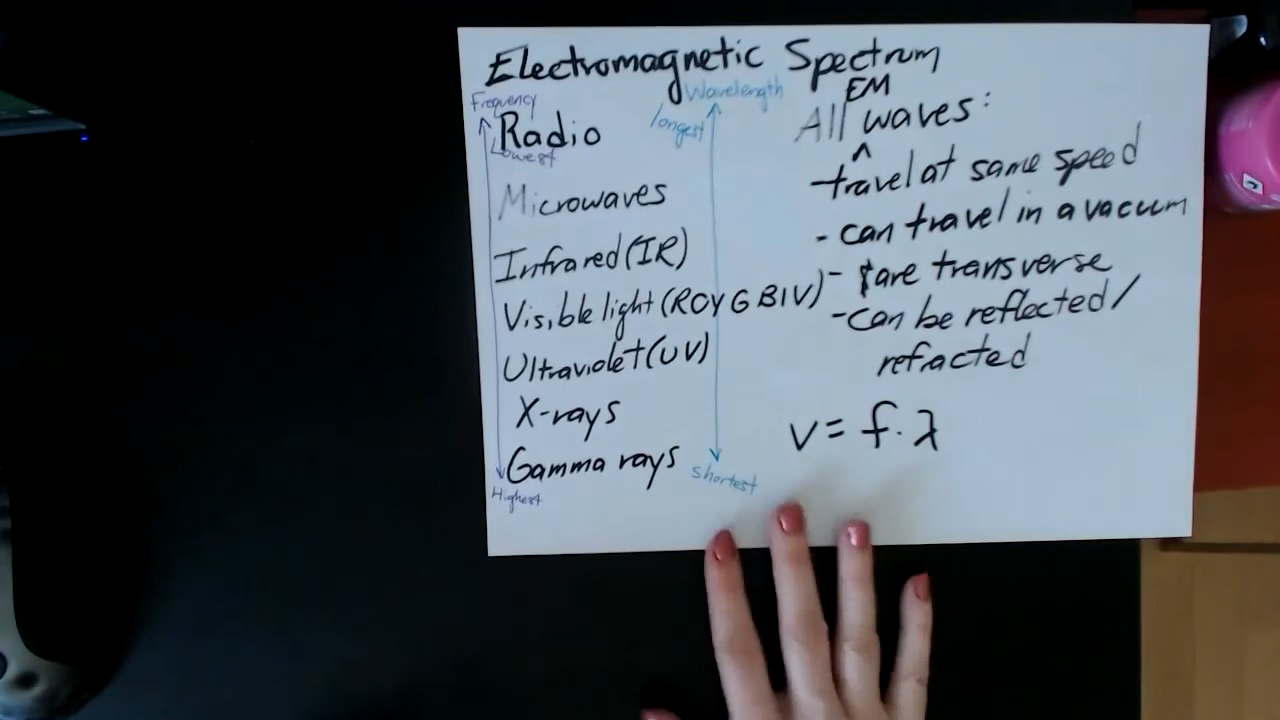 Electromagnetic Spectrum
Frequency
Lowest
Radio
Microwaves
Infrared (IR)
Visible light (ROY G BIV)
Ultraviolet (UV)
X-rays
Gamma rays
Highest
Wavelength
longest
shortest
All EM waves:
- travel at same speed
- can travel in a vacuum
- are transverse
- can be reflected/
refracted
v = f · λ